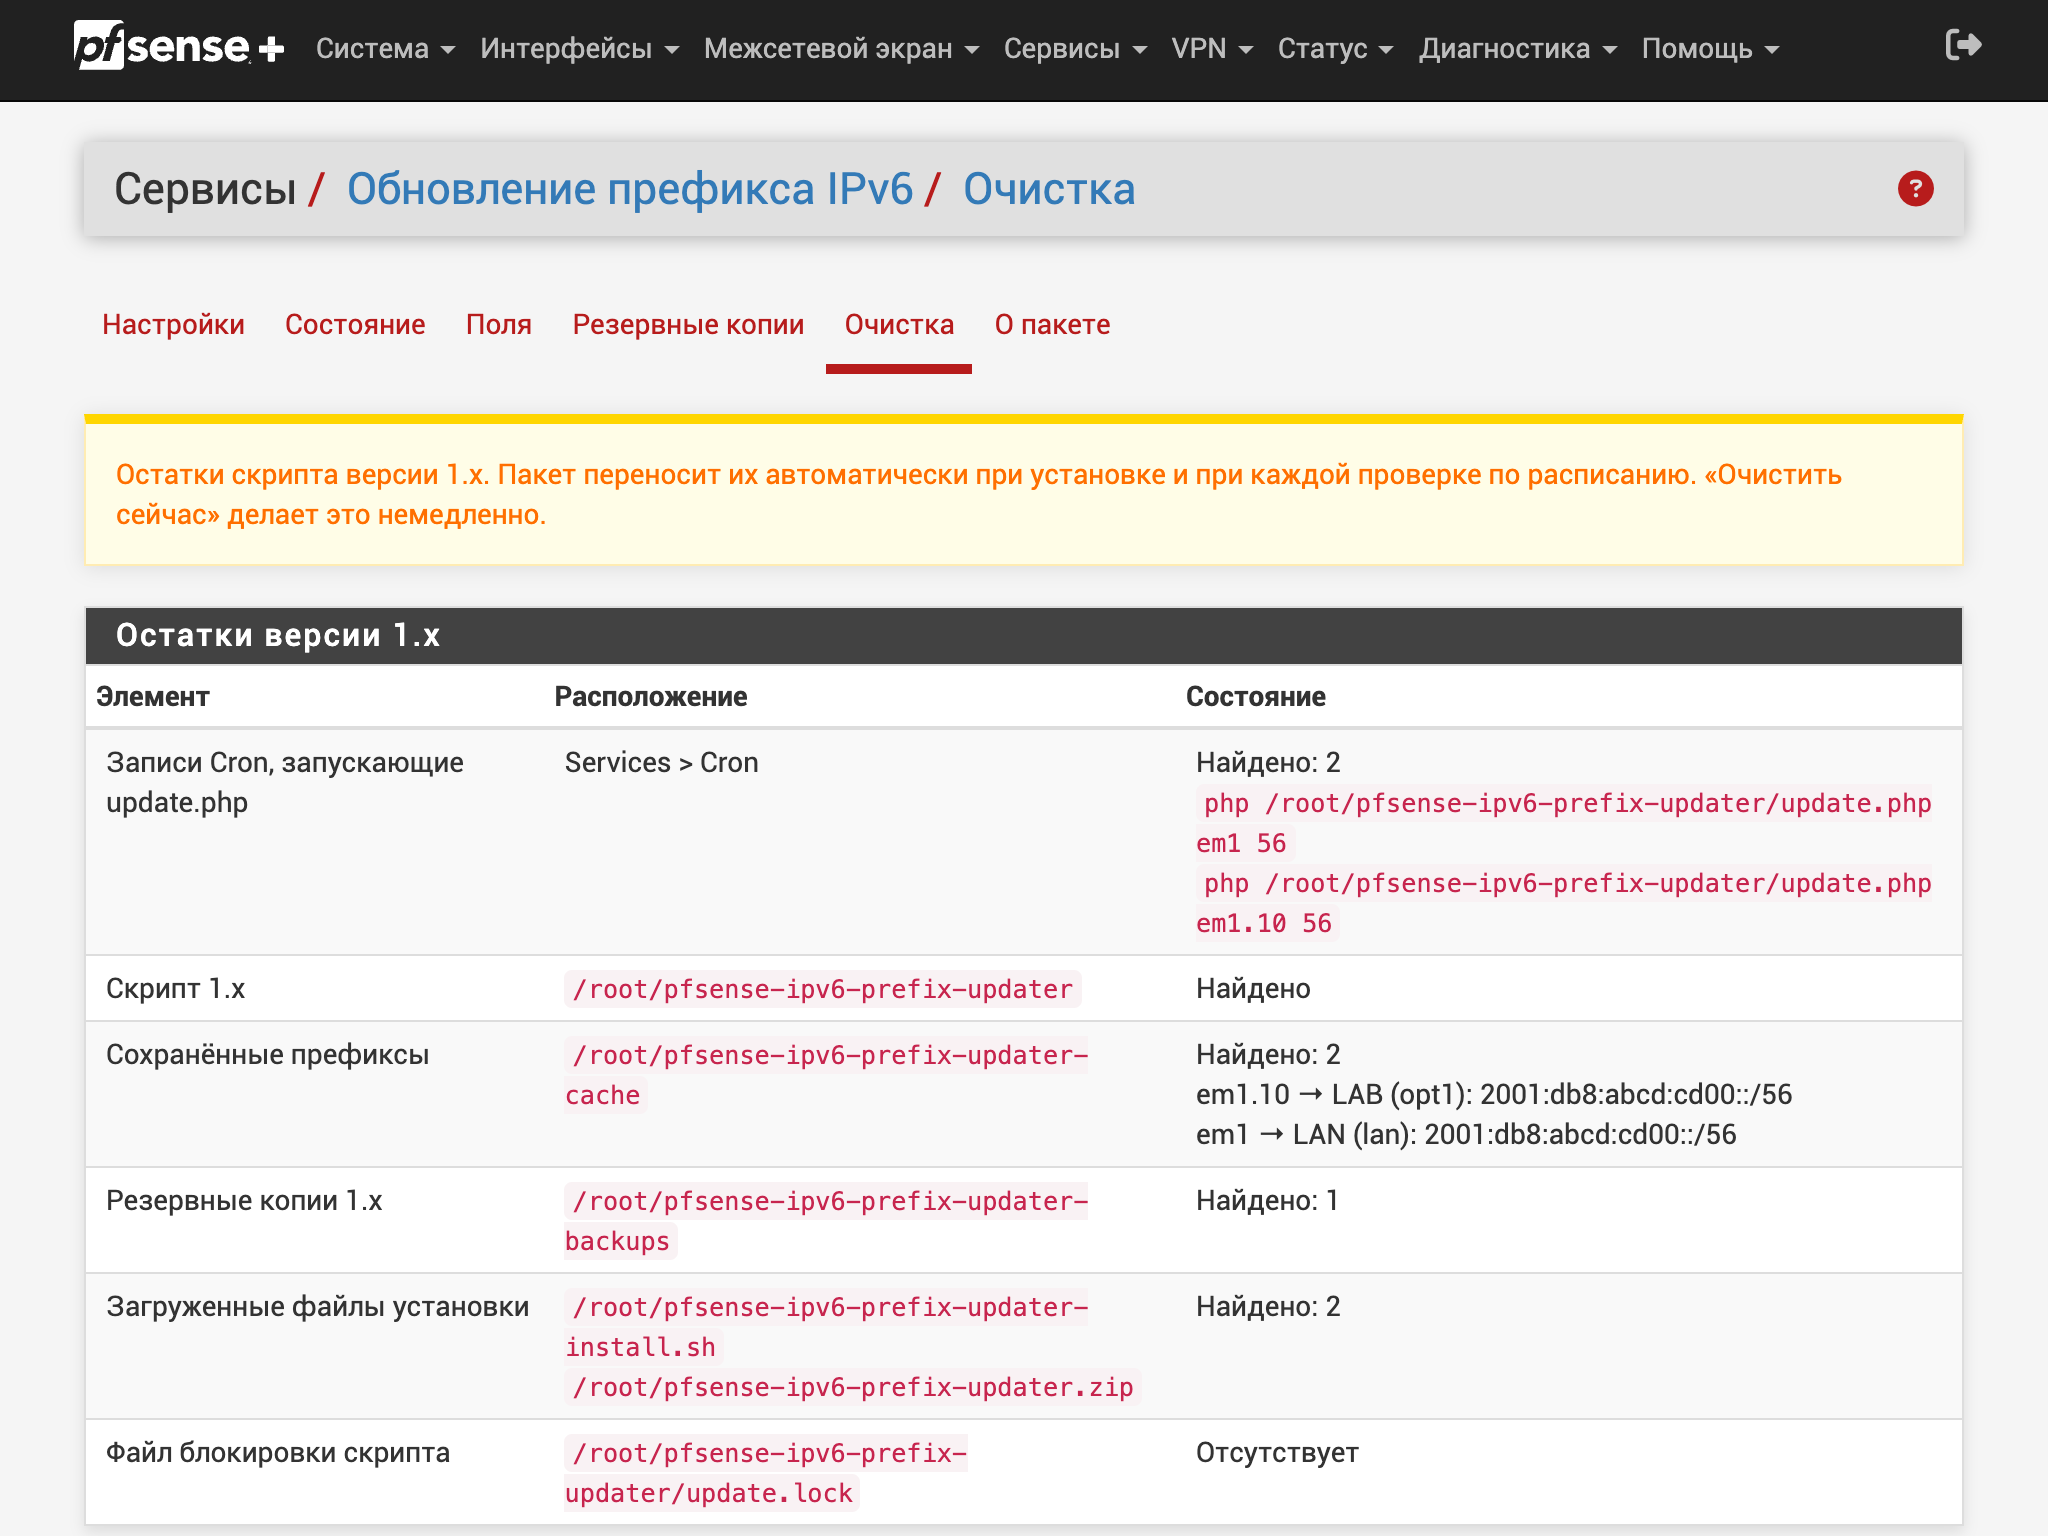 pfsense+ Система Интерфейсы Межсетевой экран Сервисы VPN Статус Диагностика Помощь
Сервисы / Обновление префикса IPv6 / Очистка ?
Настройки Состояние Поля Резервные копии Очистка О пакете
Остатки скрипта версии 1.x. Пакет переносит их автоматически при установке и при каждой проверке по расписанию. «Очистить
сейчас» делает это немедленно.
Остатки версии 1.x
Элемент Расположение Состояние
Записи Cron, запускающие
update.php
Services > Cron
Найдено: 2
php /root/pfsense-ipv6-prefix-updater/update.php
em1 56
php /root/pfsense-ipv6-prefix-updater/update.php
em1.10 56
Скрипт 1.x
/root/pfsense-ipv6-prefix-updater
Найдено
Сохранённые префиксы
/root/pfsense-ipv6-prefix-updater-
cache
Найдено: 2
em1.10 → LAB (opt1): 2001:db8:abcd:cd00::/56
em1 → LAN (lan): 2001:db8:abcd:cd00::/56
Резервные копии 1.x
/root/pfsense-ipv6-prefix-updater-
backups
Найдено: 1
Загруженные файлы установки
/root/pfsense-ipv6-prefix-updater-
install.sh
/root/pfsense-ipv6-prefix-updater.zip
Найдено: 2
Файл блокировки скрипта
/root/pfsense-ipv6-prefix-
updater/update.lock
Отсутствует